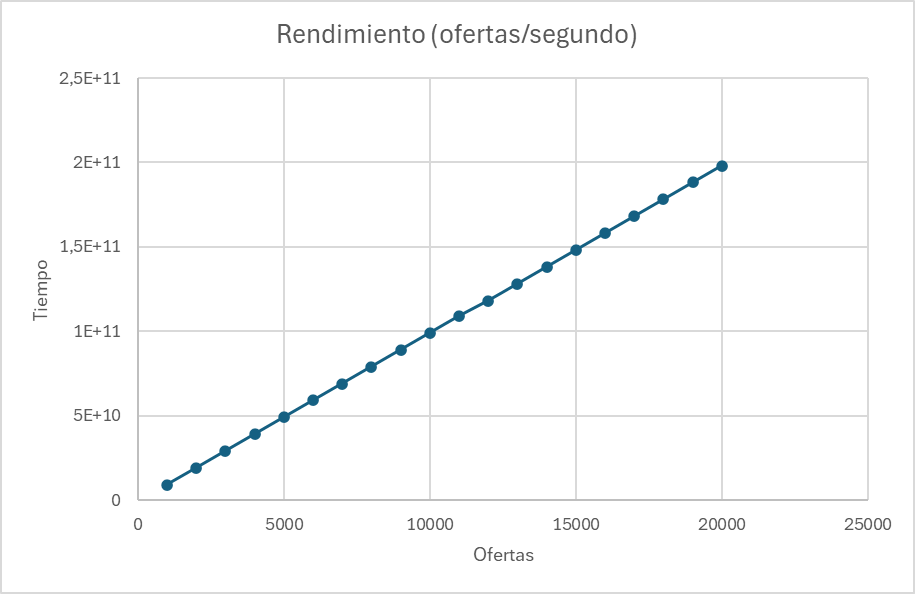 Rendimiento (ofertas/segundo)
2,5E+11
2E+11
1,5E+11
1E+11
5E+10
0
Tiempo
0 5000 10000 15000 20000 25000
Ofertas